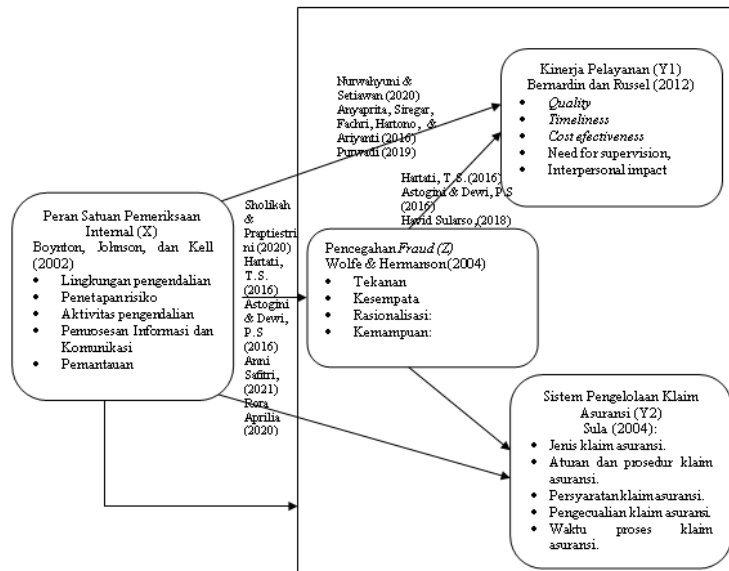 Nurwahyuni &
Setiawan (2020)
Anyaprita, Siregar,
Fachri, Hartono, &
Ariyanti (2016)
Purwadi (2019)
Kinerja Pelayanan (Y1)
Bernardin dan Russel (2012)
• Quality
• Timeliness
• Cost efectiveness
• Need for supervision,
• Interpersonal impact
Hartati, T.S. (2016)
Astogini & Dewi, P.S
(2016)
Havid Sularso, (2018)
Peran Satuan Pemeriksaan
Internal (X)
Boynton, Johnson, dan Kell
(2002)
• Lingkungan pengendalian
• Penetapan risiko
• Aktivitas pengendalian
• Pemrosesan Informasi dan
Komunikasi
• Pemantauan
Sholikah
&
Praptiestri
ni (2020)
Hartati,
T.S.
(2016)
Astogini
& Dewi,
P.S
(2016)
Anni
Safitri,
(2021)
Rora
Aprilia
(2020)
Pencegahan Fraud (Z)
Wolfe & Hermanson (2004)
• Tekanan
• Kesempata
• Rasionalisasi:
• Kemampuan:
Sistem Pengelolaan Klaim
Asuransi (Y2)
Sula (2004):
• Jenis klaim asuransi.
• Aturan dan prosedur klaim
asuransi.
• Persyaratan klaim asuransi.
• Pengecualian klaim asuransi.
• Waktu proses klaim
asuransi.